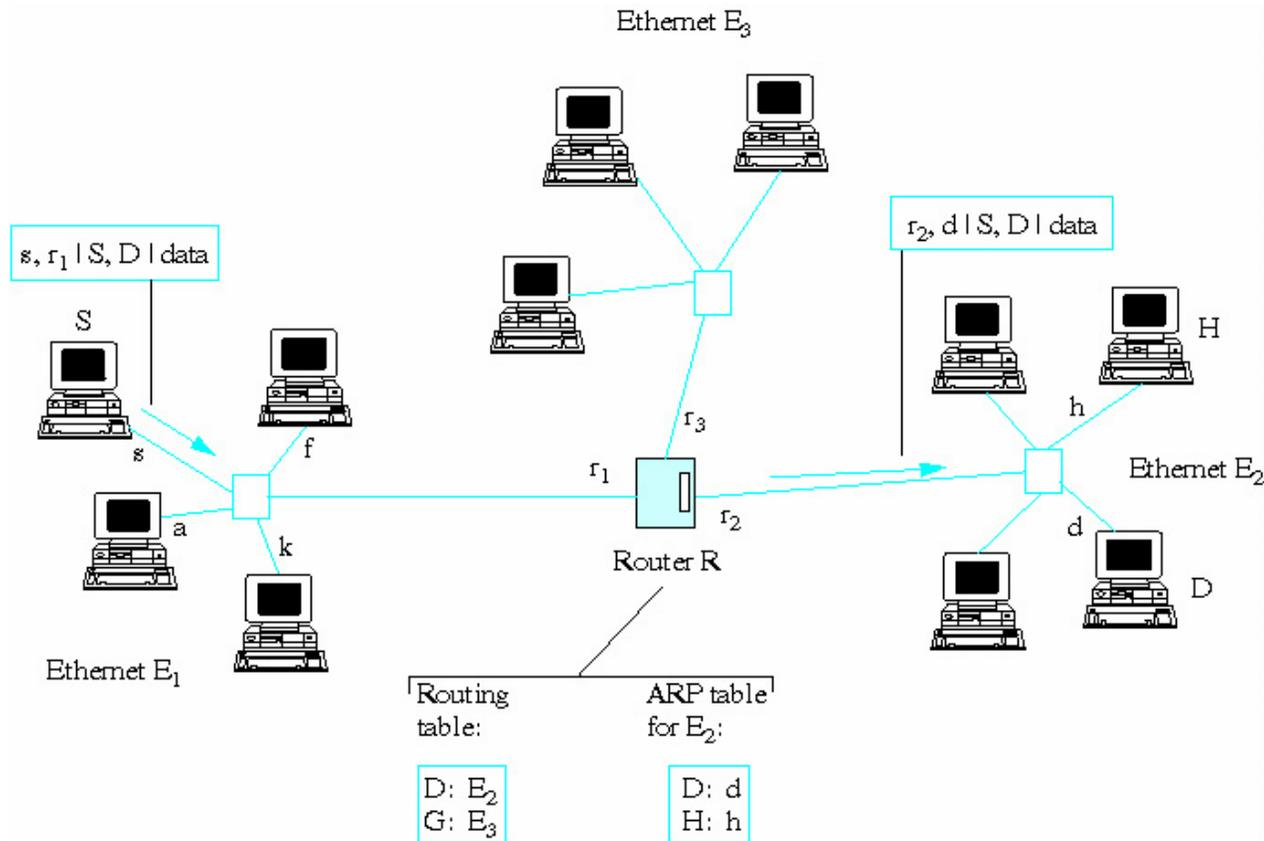 Ethernet E₃
s, r₁ | S, D | data
r₂, d | S, D | data
S
H
r₃
h
s
f
r₁
Ethernet E₂
a
r₂
d
k
Router R
D
Ethernet E₁
Routing table:
ARP table for E₂:
D: E₂
G: E₃
D: d
H: h